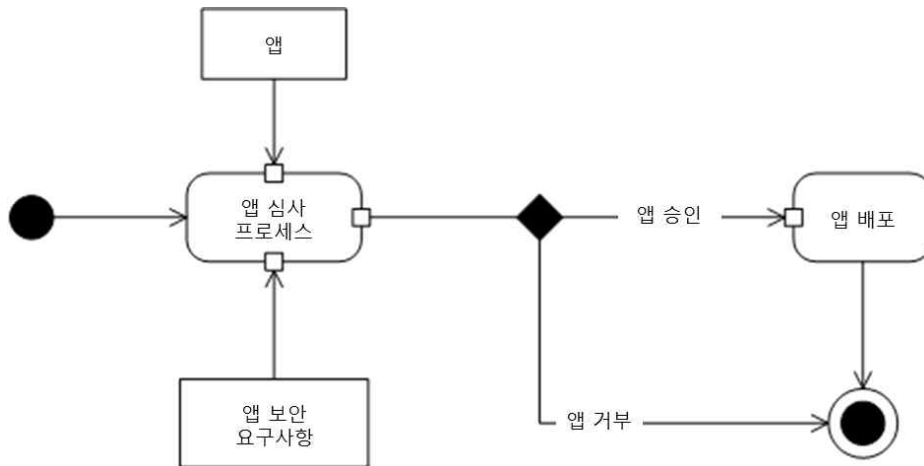 앱
앱 심사
프로세스
앱 승인
앱 배포
앱 보안
요구사항
앱 거부